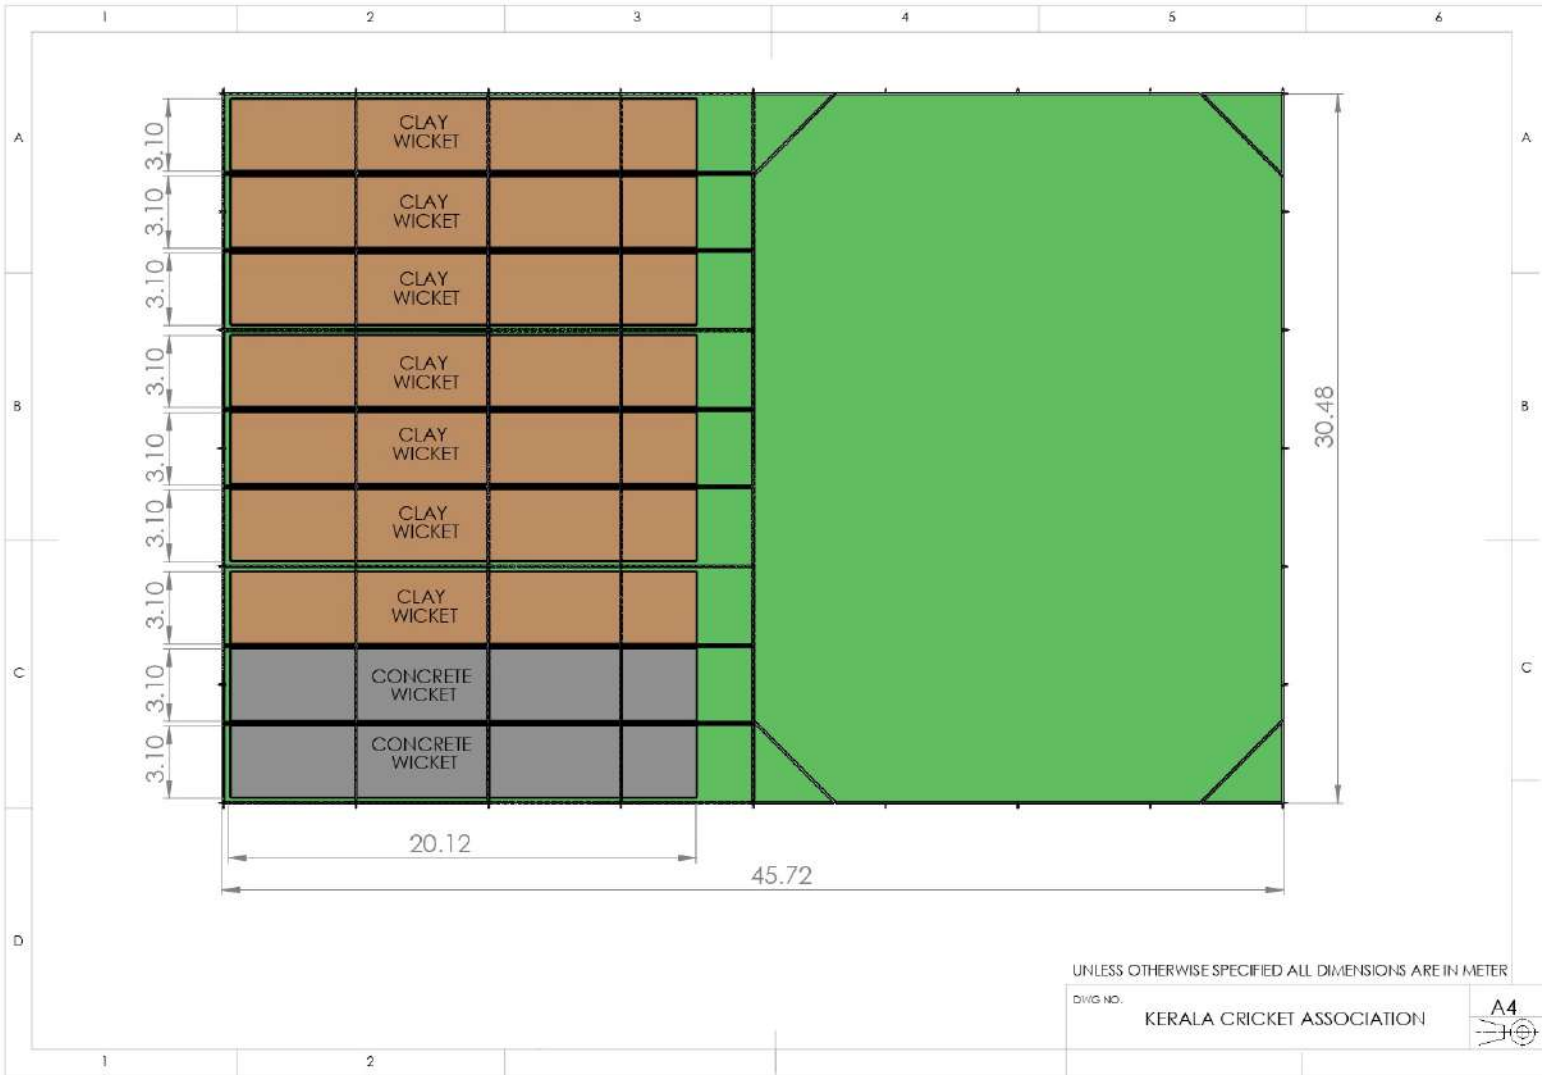 1 2 3 4 5 6
A A
3.10 CLAY
WICKET
3.10 CLAY
WICKET
3.10 CLAY
WICKET
3.10 CLAY
WICKET
B B
30.48
3.10 CLAY
WICKET
3.10 CLAY
WICKET
3.10 CLAY
WICKET
C C
3.10 CONCRETE
WICKET
3.10 CONCRETE
WICKET
20.12
45.72
D
UNLESS OTHERWISE SPECIFIED ALL DIMENSIONS ARE IN METER
DWG NO.
KERALA CRICKET ASSOCIATION
A4
1 2